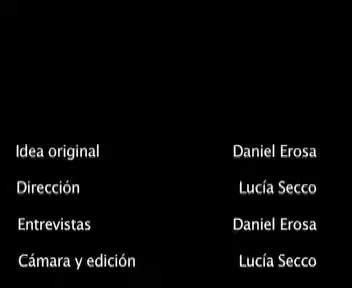 Idea original Daniel Erosa
Dirección Lucía Secco
Entrevistas Daniel Erosa
Cámara y edición Lucía Secco